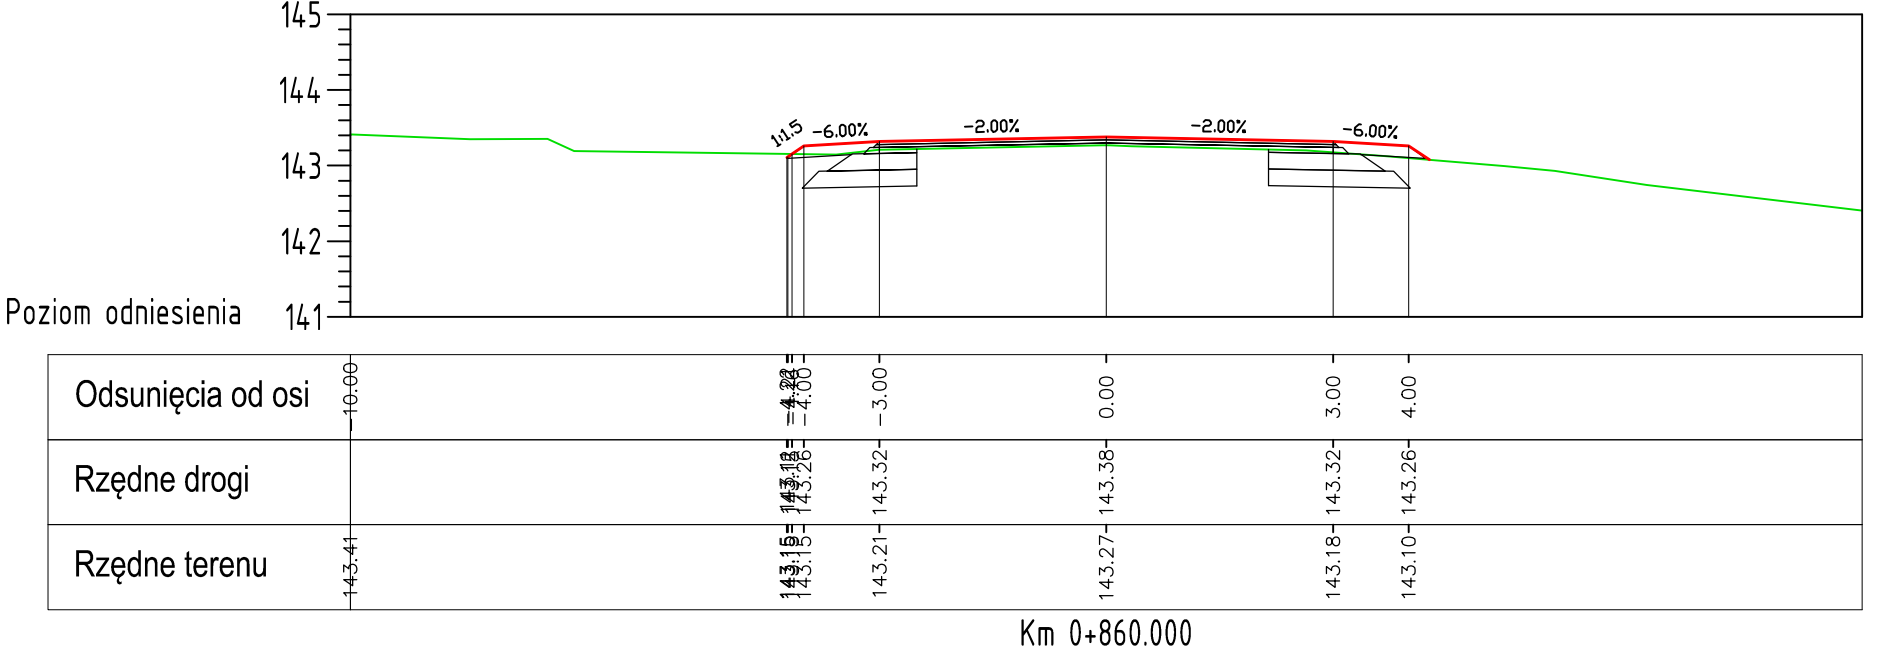 145
144
143
142
141
Poziom odniesienia
1:1.5 -6.00% -2.00% -2.00% -6.00%
Odsunięcia od osi -10.00 -4.00 -3.00 0.00 3.00 4.00
Rzędne drogi 143.26 143.32 143.38 143.32 143.26
Rzędne terenu 143.41 143.15 143.15 143.21 143.27 143.18 143.10
Km 0+860.000